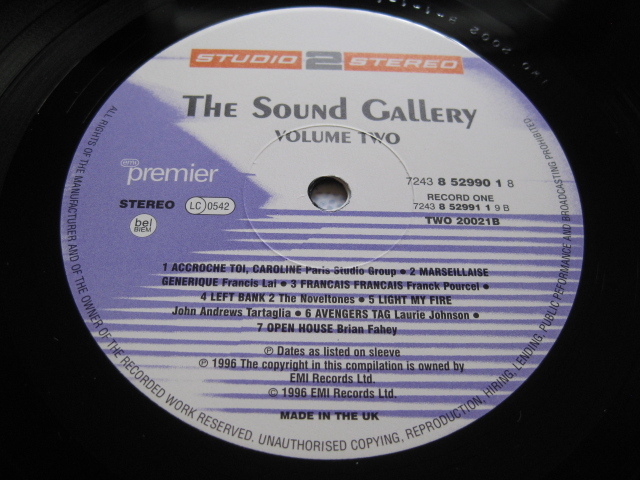 STUDIO 2 STEREO
The Sound Gallery
VOLUME TWO
emi
premier
STEREO LC 0542
bel
BIEM
7243 8 52990 1 8
RECORD ONE
7243 8 52991 1 9 B
TWO 20021B
1 ACCROCHE TOI, CAROLINE Paris Studio Group • 2 MARSEILLAISE
GENERIQUE Francis Lai • 3 FRANCAIS FRANCAIS Franck Pourcel •
4 LEFT BANK 2 The Noveltones • 5 LIGHT MY FIRE
John Andrews Tartaglia • 6 AVENGERS TAG Laurie Johnson •
7 OPEN HOUSE Brian Fahey
℗ Dates as listed on sleeve
℗ 1996 The copyright in this compilation is owned by
EMI Records Ltd.
© 1996 EMI Records Ltd.
MADE IN THE UK
ALL RIGHTS OF THE MANUFACTURER AND OF THE OWNER OF THE RECORDED WORK RESERVED. UNAUTHORISED COPYING, REPRODUCTION, HIRING, LENDING, PUBLIC PEFORMANCE AND BROADCASTING PROHIBITED